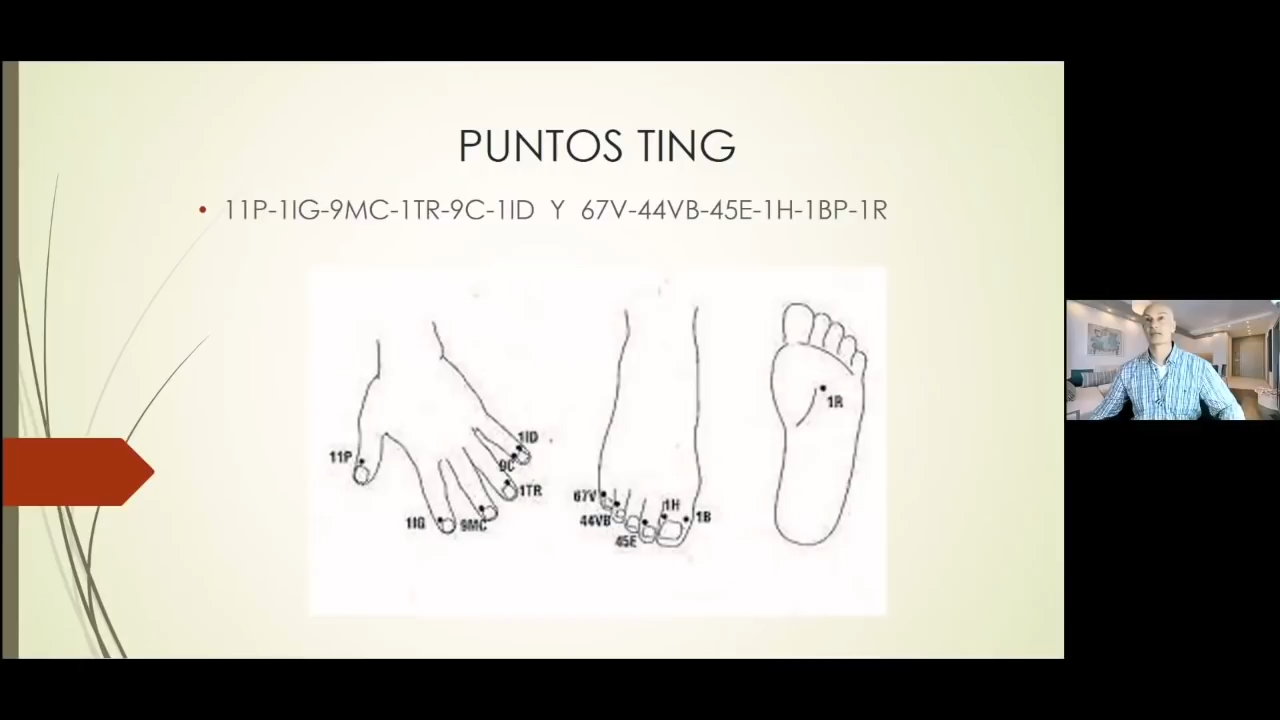 PUNTOS TING
• 11P-1IG-9MC-1TR-9C-1ID Y 67V-44VB-45E-1H-1BP-1R
11P
1IG
9MC
1TR
9C
1ID
67V
44VB
45E
1H
1B
1R